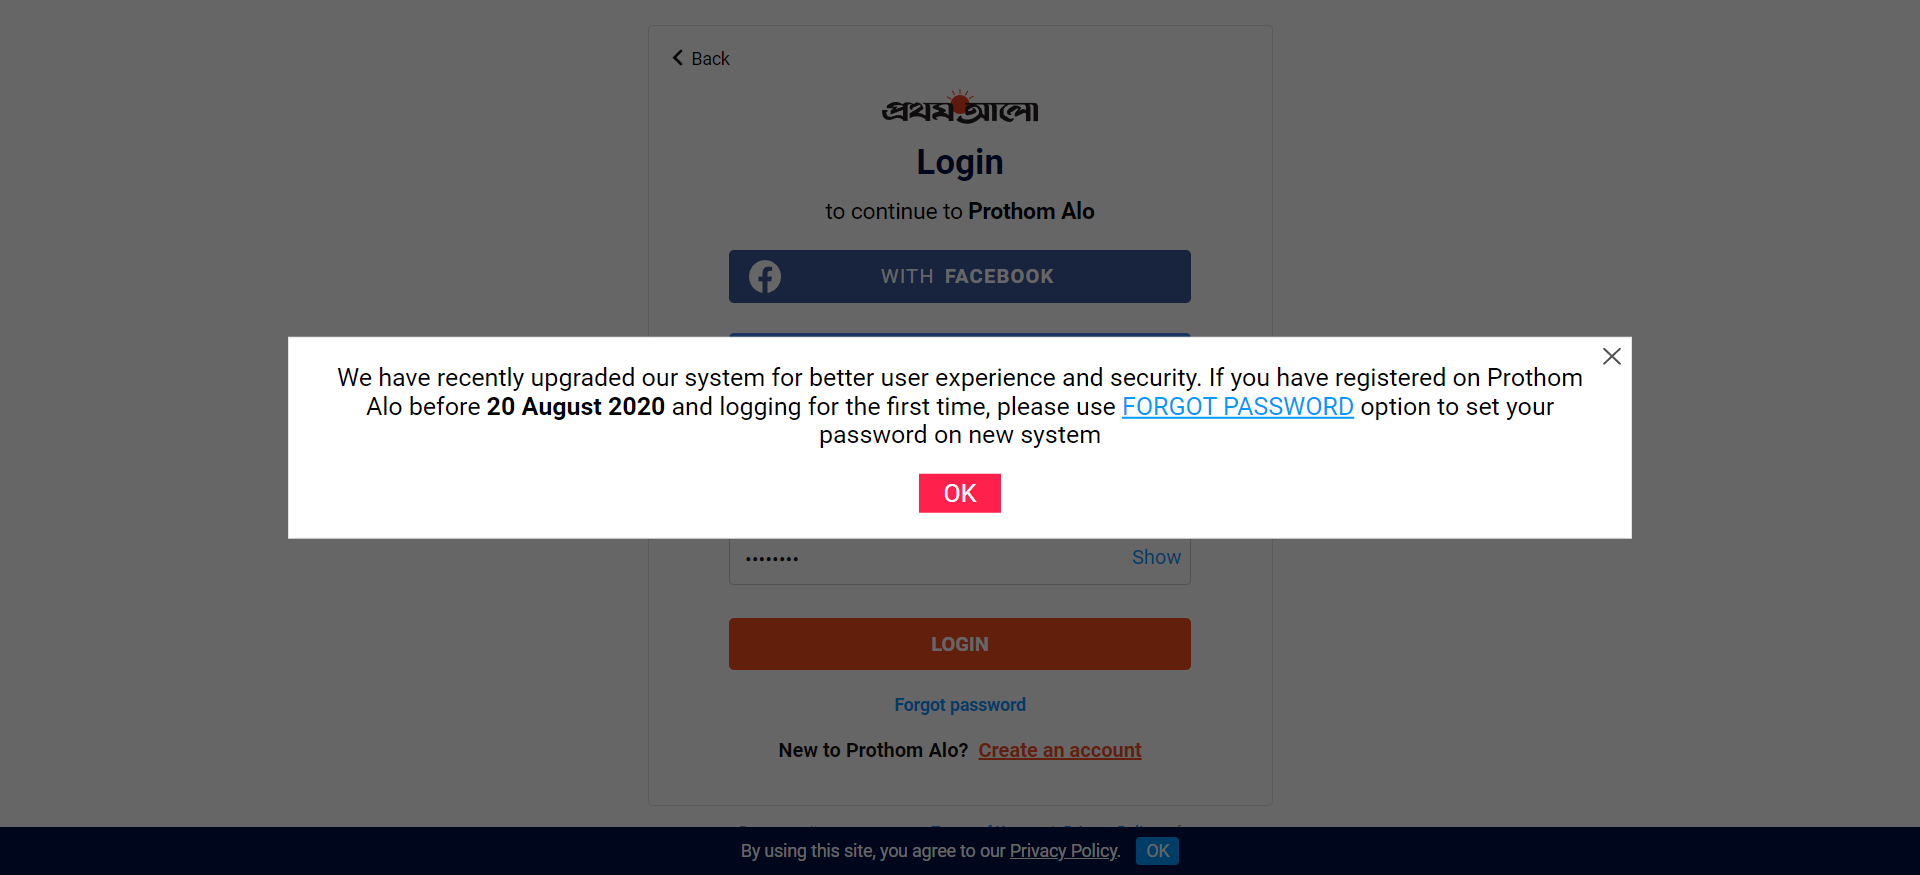 Back
প্রথম আলো
Login
to continue to Prothom Alo
WITH FACEBOOK
We have recently upgraded our system for better user experience and security. If you have registered on Prothom
Alo before 20 August 2020 and logging for the first time, please use FORGOT PASSWORD option to set your
password on new system
OK
••••••••
Show
LOGIN
Forgot password
New to Prothom Alo? Create an account
By using this site, you agree to our Privacy Policy.
OK